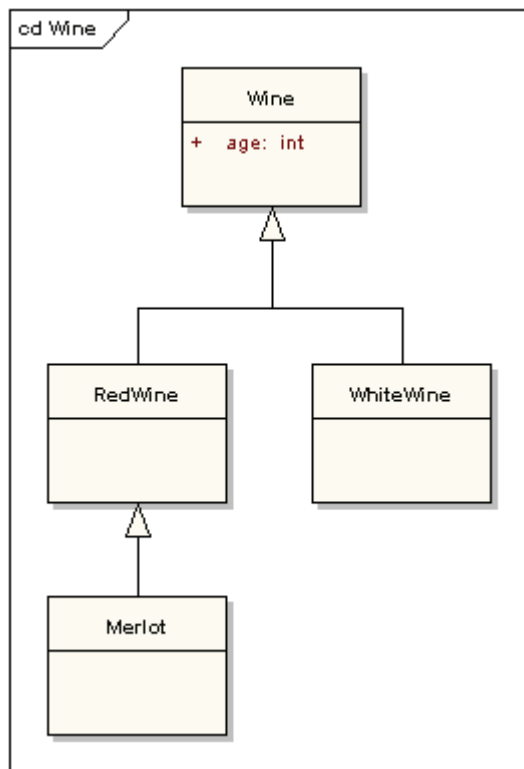 cd Wine
Wine
+ age: int
RedWine
WhiteWine
Merlot